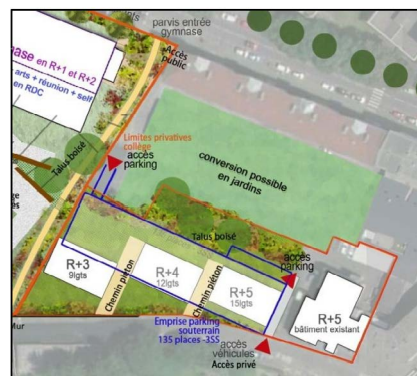 parvis entrée
gymnase
Accès
public
ase en R+1 et R+2
arts + réunion + self
en RDC
Limites privatives
collège
accès
parking
Talus boisé
conversion possible
en jardins
Talus boisé
accès
parking
R+3
9lgts
Chemin piéton
R+4
12lgts
Chemin piéton
R+5
15lgts
R+5
bâtiment existant
Emprise parking
souterrain
135 places -3SS
accès
véhicules
Accès privé
Mur